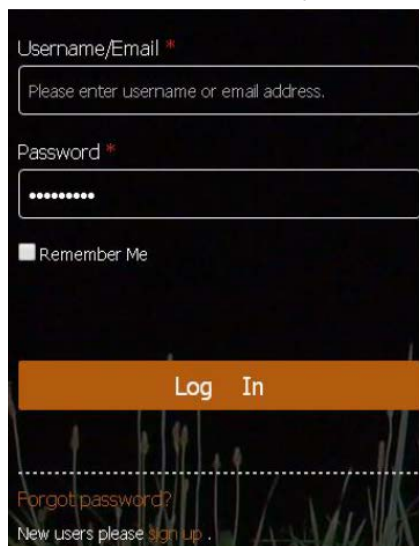 Username/Email *
Please enter username or email address.
Password *
•••••••••
Remember Me
Log In
Forgot password?
New users please sign up .